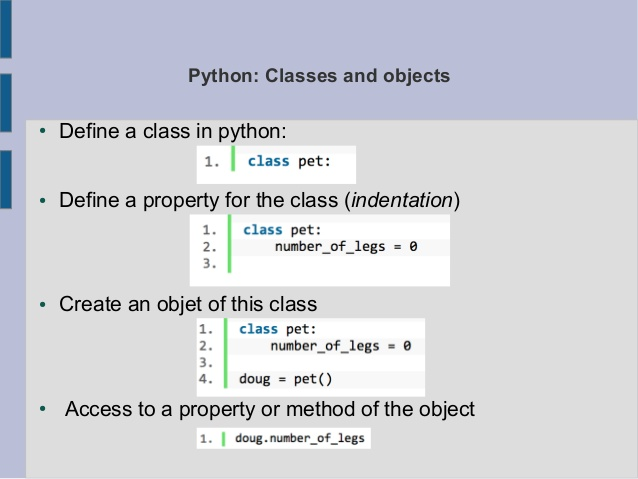 Python: Classes and objects
• Define a class in python:
1. class pet:
• Define a property for the class (indentation)
1. class pet:
2.     number_of_legs = 0
3.
• Create an objet of this class
1. class pet:
2.     number_of_legs = 0
3.
4. doug = pet()
• Access to a property or method of the object
1. doug.number_of_legs